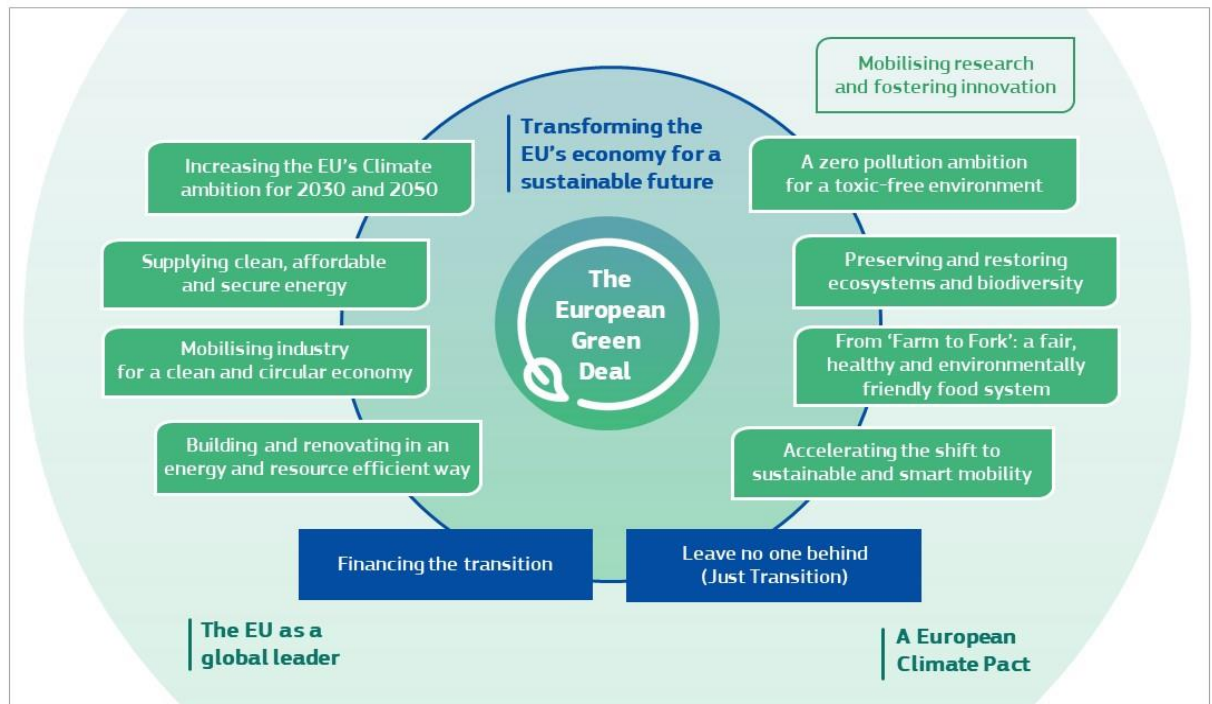 Mobilising research
and fostering innovation
Transforming the
EU's economy for a
sustainable future
Increasing the EU's Climate
ambition for 2030 and 2050
A zero pollution ambition
for a toxic-free environment
Supplying clean, affordable
and secure energy
Preserving and restoring
ecosystems and biodiversity
The
European
Green
Deal
Mobilising industry
for a clean and circular economy
From ‘Farm to Fork’: a fair,
healthy and environmentally
friendly food system
Building and renovating in an
energy and resource efficient way
Accelerating the shift to
sustainable and smart mobility
Financing the transition
Leave no one behind
(Just Transition)
The EU as a
global leader
A European
Climate Pact